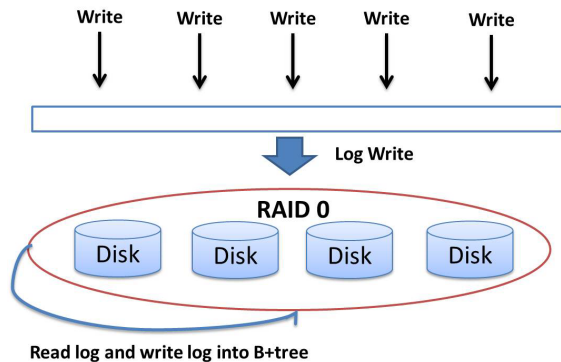 Write Write Write Write Write
Log Write
RAID 0
Disk Disk Disk Disk
Read log and write log into B+tree